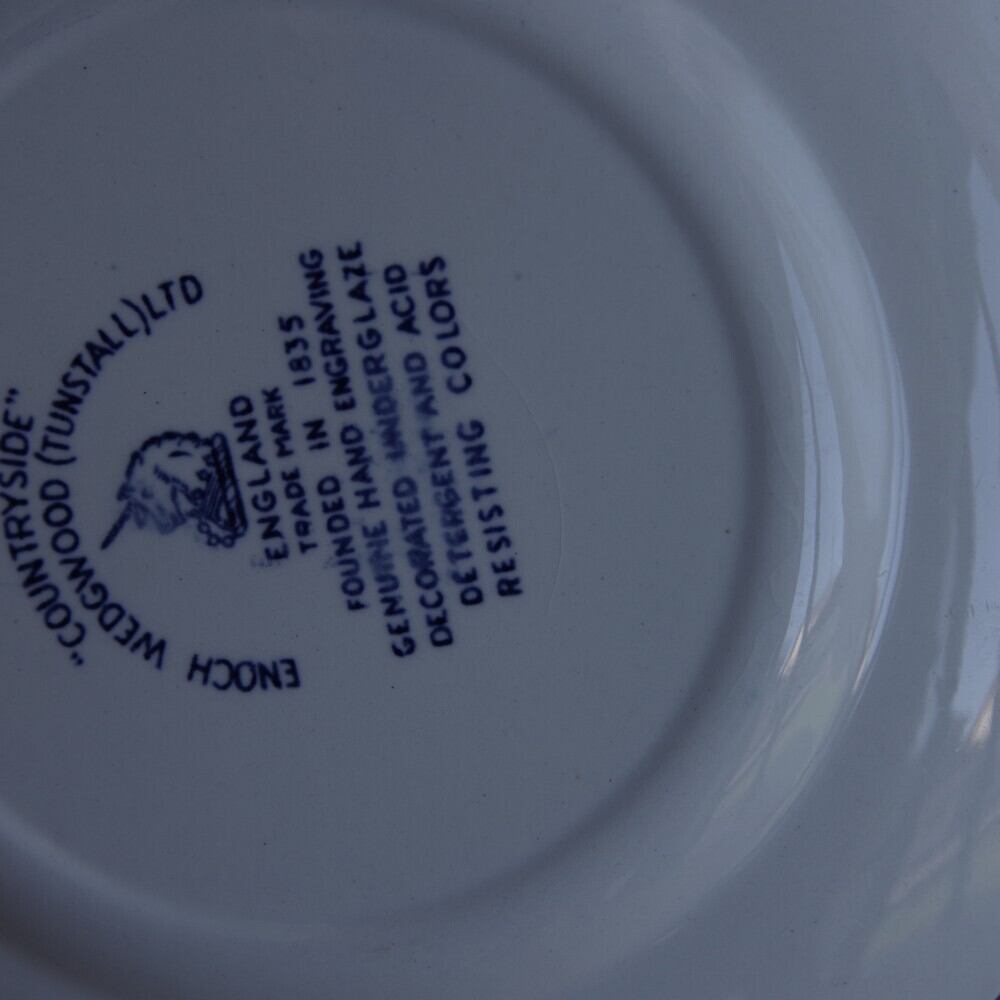 "COUNTRYSIDE"
ENOCH WEDGWOOD (TUNSTALL) LTD
ENGLAND
TRADE MARK
FOUNDED IN 1835
GENUINE HAND ENGRAVING
DECORATED UNDERGLAZE
DETERGENT AND ACID
RESISTING COLORS